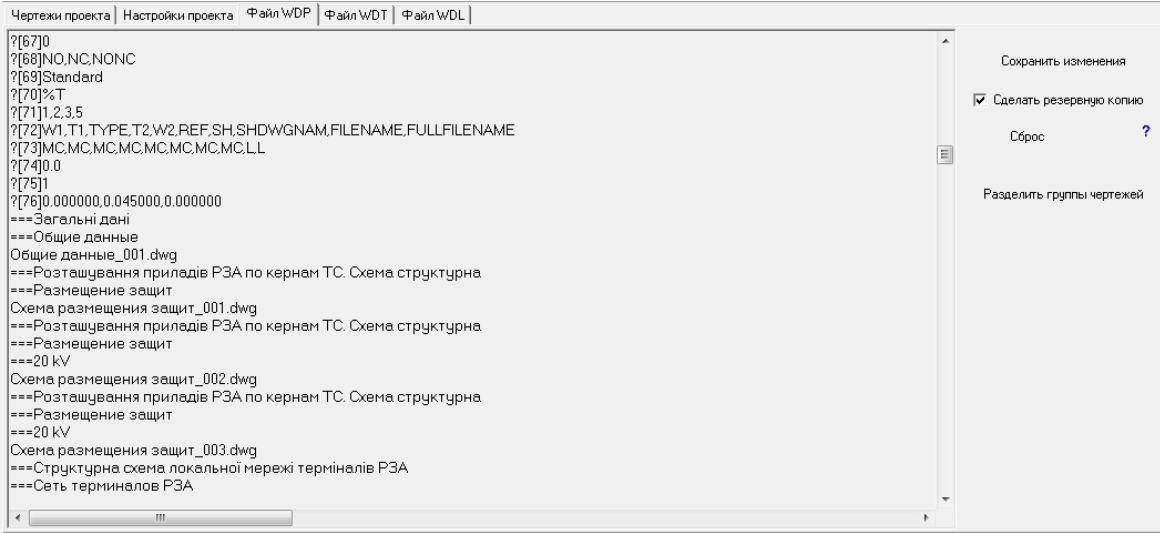 Чертежи проекта Настройки проекта Файл WDP Файл WDT Файл WDL
?[67]0
?[68]NO,NC,NONC
?[69]Standard
?[70]%T
?[71]1,2,3,5
?[72]W1,T1,TYPE,T2,W2,REF,SH,SHDWGNAM,FILENAME,FULLFILENAME
?[73]MC,MC,MC,MC,MC,MC,MC,MC,L,L
?[74]0.0
?[75]1
?[76]0.000000,0.045000,0.000000
===Загальні дані
===Общие данные
Общие данные_001.dwg
===Розташування приладів РЗА по кернам ТС. Схема структурна
===Размещение защит
Схема размещения защит_001.dwg
===Розташування приладів РЗА по кернам ТС. Схема структурна
===Размещение защит
===20 kV
Схема размещения защит_002.dwg
===Розташування приладів РЗА по кернам ТС. Схема структурна
===Размещение защит
===20 kV
Схема размещения защит_003.dwg
===Структурна схема локальної мережі терміналів РЗА
===Сеть терминалов РЗА
Сохранить изменения
Сделать резервную копию
Сброс ?
Разделить группы чертежей